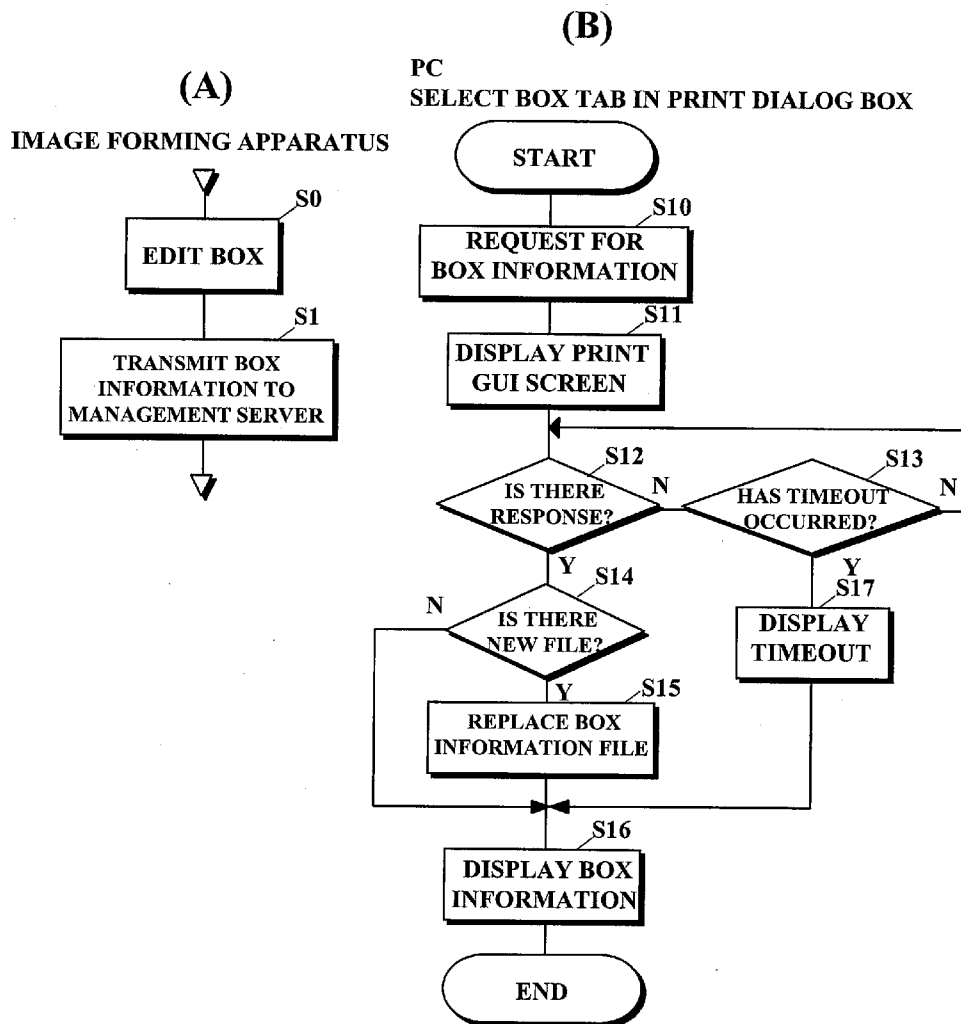 (A)
IMAGE FORMING APPARATUS
S0
EDIT BOX
S1
TRANSMIT BOX
INFORMATION TO
MANAGEMENT SERVER
(B)
PC
SELECT BOX TAB IN PRINT DIALOG BOX
START
S10
REQUEST FOR
BOX INFORMATION
S11
DISPLAY PRINT
GUI SCREEN
S12
IS THERE
RESPONSE?
N
S13
HAS TIMEOUT
OCCURRED?
N
Y
Y
S14
IS THERE
NEW FILE?
N
S17
DISPLAY
TIMEOUT
Y
S15
REPLACE BOX
INFORMATION FILE
S16
DISPLAY BOX
INFORMATION
END